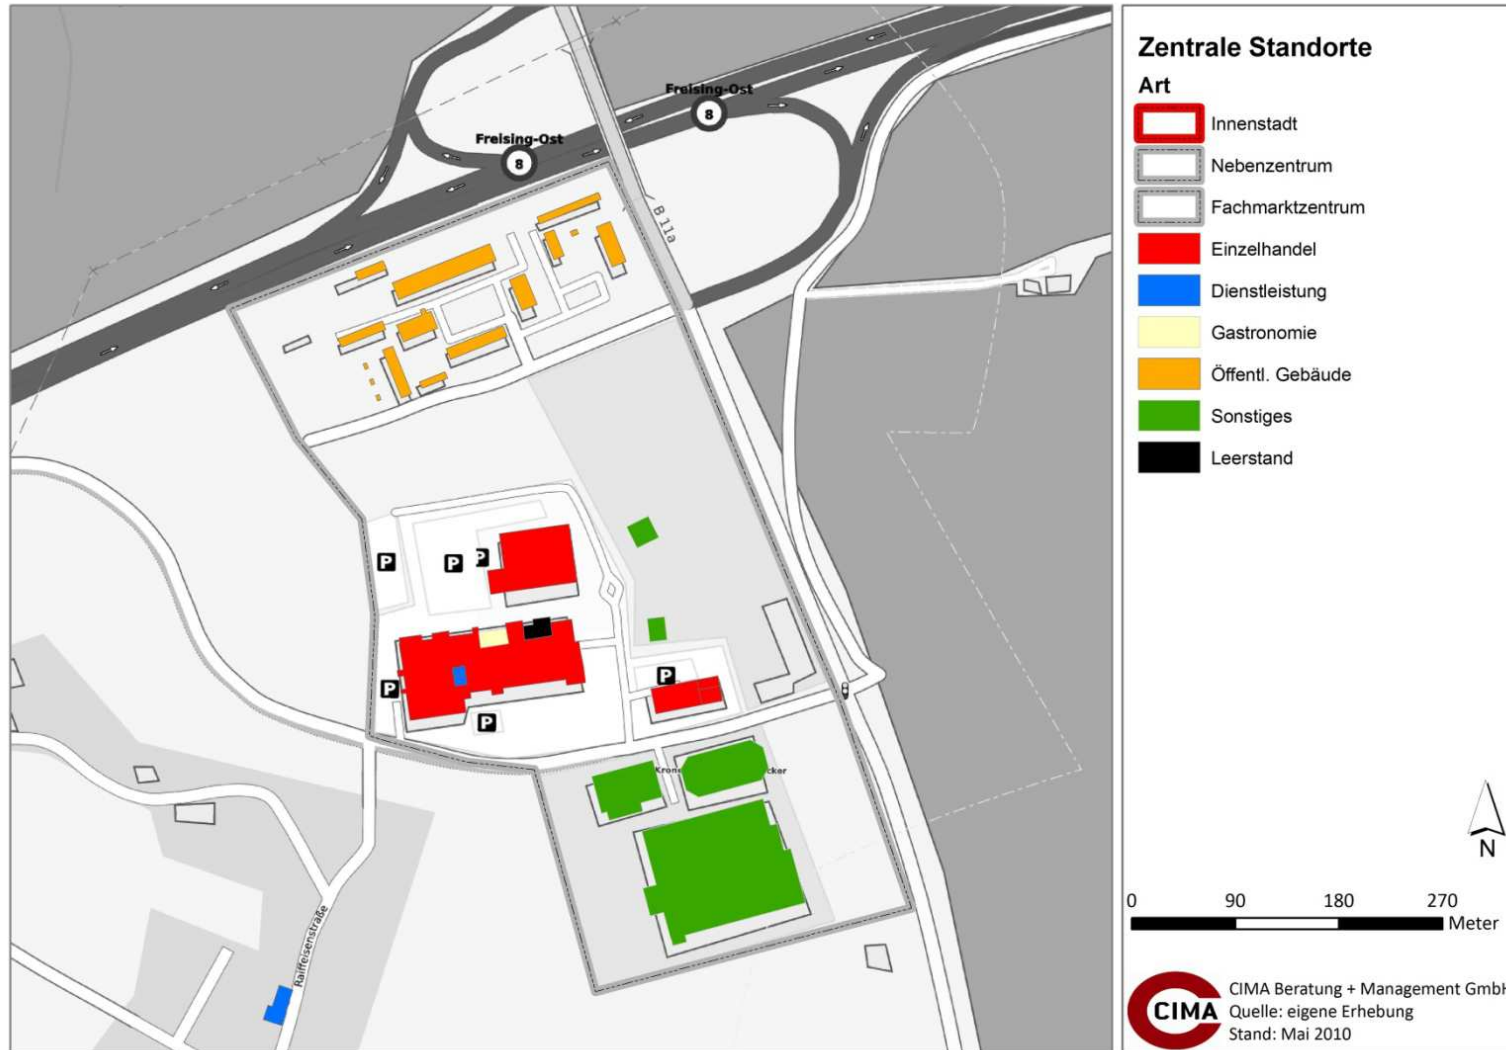 Freising-Ost
8
Freising-Ost
8
B 11a
P
P
P
P
P
P
Raiffeisenstraße
Zentrale Standorte
Art
Innenstadt
Nebenzentrum
Fachmarktzentrum
Einzelhandel
Dienstleistung
Gastronomie
Öffentl. Gebäude
Sonstiges
Leerstand
N
0 90 180 270
Meter
CIMA
CIMA Beratung + Management GmbH
Quelle: eigene Erhebung
Stand: Mai 2010